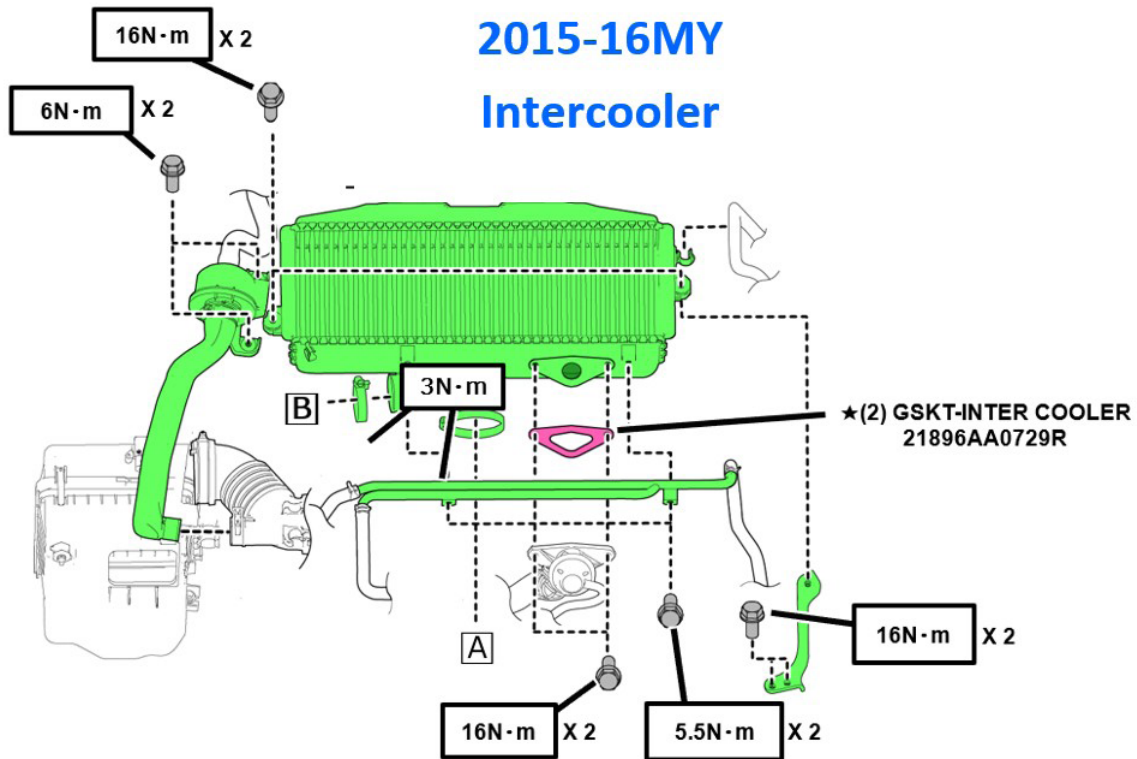 2015-16MY
Intercooler
16N·m X 2
6N·m X 2
B
3N·m
★(2) GSKT-INTER COOLER
21896AA0729R
A
16N·m X 2
16N·m X 2
5.5N·m X 2